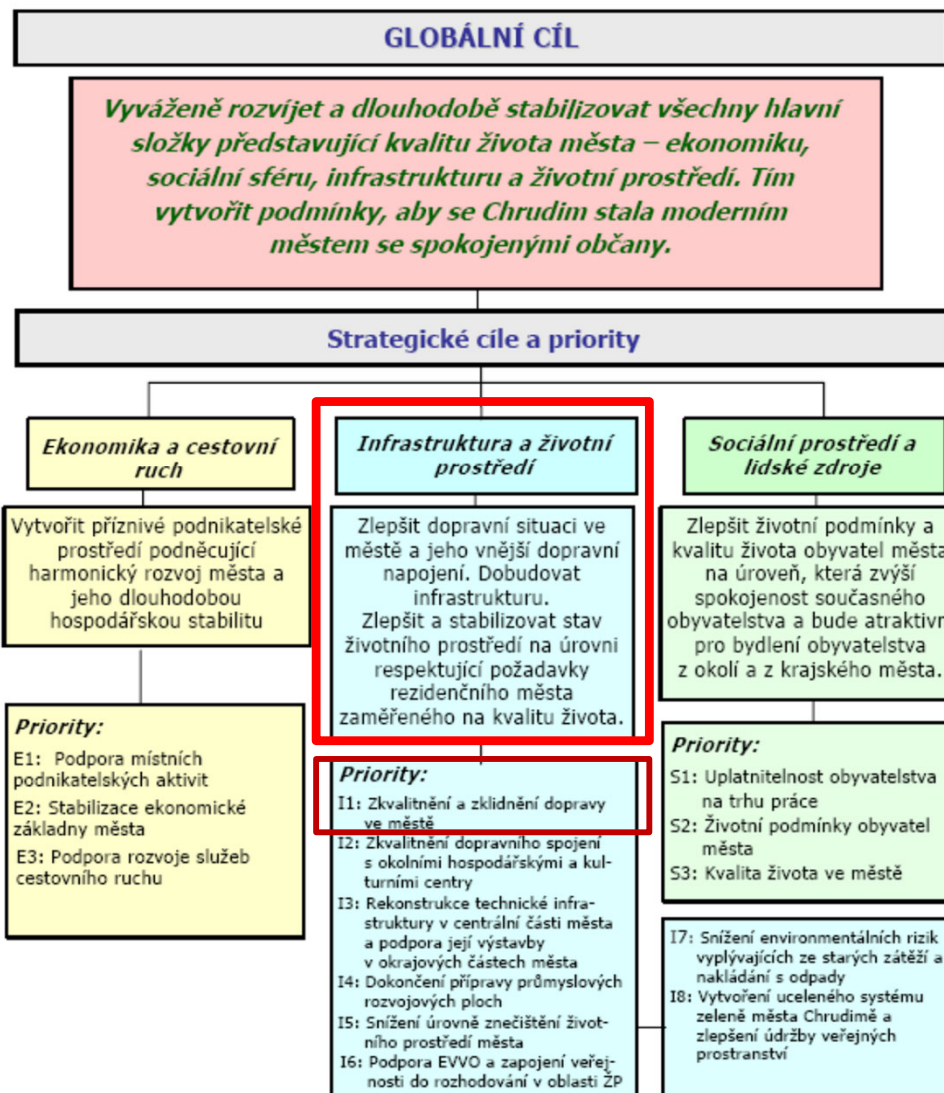 GLOBÁLNÍ CÍL
Vyváženě rozvíjet a dlouhodobě stabilizovat všechny hlavní
složky představující kvalitu života města – ekonomiku,
sociální sféru, infrastrukturu a životní prostředí. Tím
vytvořit podmínky, aby se Chrudim stala moderním
městem se spokojenými občany.
Strategické cíle a priority
Ekonomika a cestovní
ruch
Vytvořit příznivé podnikatelské
prostředí podněcující
harmonický rozvoj města a
jeho dlouhodobou
hospodářskou stabilitu
Priority:
E1: Podpora místních
podnikatelských aktivit
E2: Stabilizace ekonomické
základny města
E3: Podpora rozvoje služeb
cestovního ruchu
Infrastruktura a životní
prostředí
Zlepšit dopravní situaci ve
městě a jeho vnější dopravní
napojení. Dobudovat
infrastrukturu.
Zlepšit a stabilizovat stav
životního prostředí na úrovni
respektující požadavky
rezidenčního města
zaměřeného na kvalitu života.
Priority:
I1: Zkvalitnění a zklidnění dopravy
ve městě
I2: Zkvalitnění dopravního spojení
s okolními hospodářskými a kul-
turními centry
I3: Rekonstrukce technické infra-
struktury v centrální části města
a podpora její výstavby
v okrajových částech města
I4: Dokončení přípravy průmyslových
rozvojových ploch
I5: Snížení úrovně znečištění život-
ního prostředí města
I6: Podpora EVVO a zapojení veřej-
nosti do rozhodování v oblasti ŽP
Sociální prostředí a
lidské zdroje
Zlepšit životní podmínky a
kvalitu života obyvatel města
na úroveň, která zvýší
spokojenost současného
obyvatelstva a bude atraktivn
pro bydlení obyvatelstva
z okolí a z krajského města.
Priority:
S1: Uplatnitelnost obyvatelstva
na trhu práce
S2: Životní podmínky obyvatel
města
S3: Kvalita života ve městě
I7: Snížení environmentálních rizik
vyplývajících ze starých zátěží a
nakládání s odpady
I8: Vytvoření uceleného systému
zeleně města Chrudimě a
zlepšení údržby veřejných
prostranství